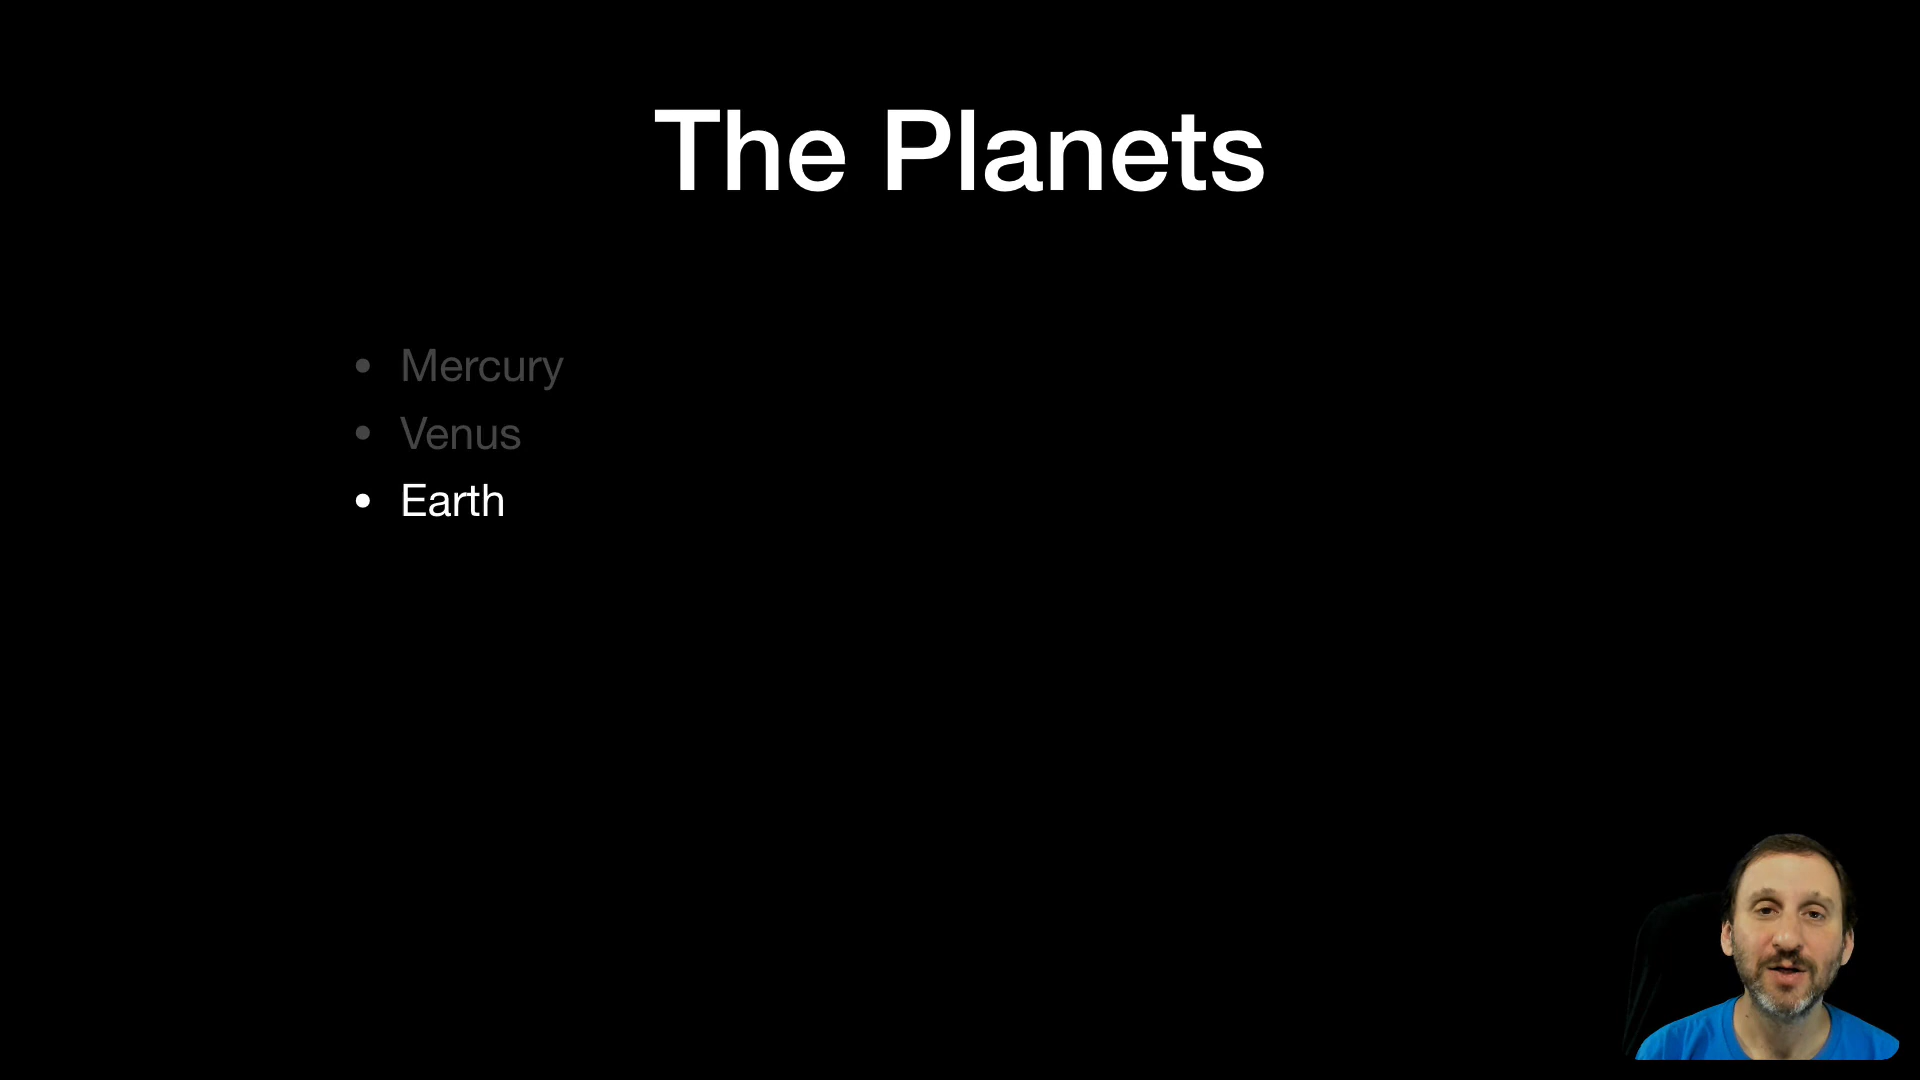 The Planets
• Mercury
• Venus
• Earth